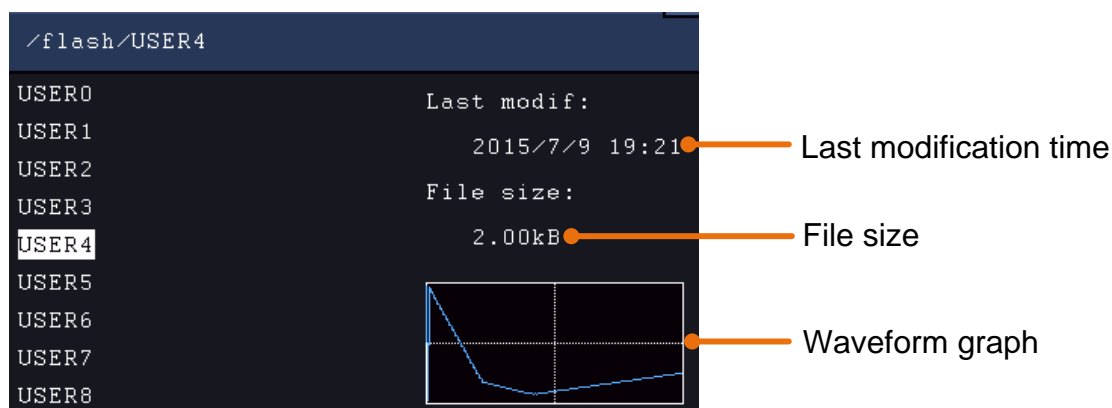 /flash/USER4
USER0
USER1
USER2
USER3
USER4
USER5
USER6
USER7
USER8
Last modif:
2015/7/9 19:21
File size:
2.00kB
Last modification time
File size
Waveform graph